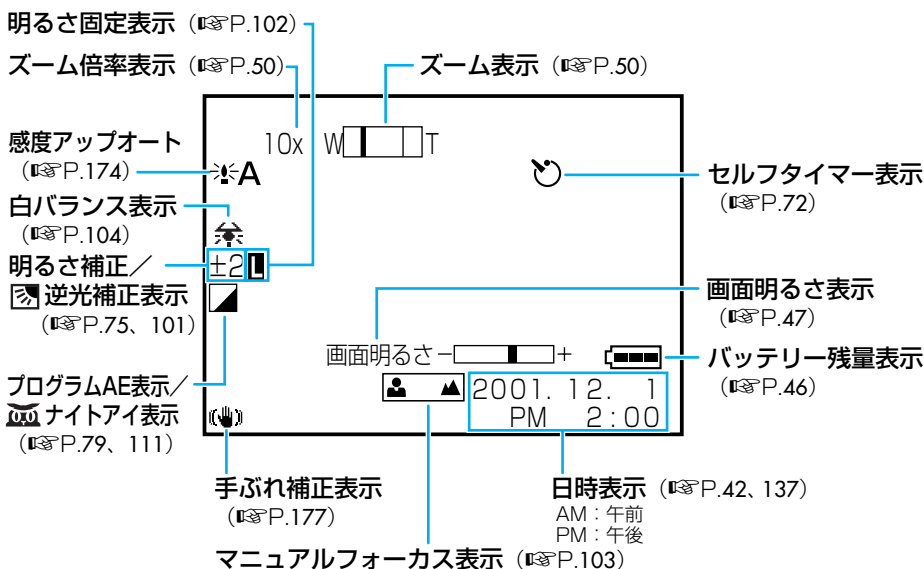 明るさ固定表示（☞P.102）
ズーム倍率表示（☞P.50）
ズーム表示（☞P.50）
10x W T
感度アップオート
（☞P.174）
A
セルフタイマー表示
（☞P.72）
白バランス表示
（☞P.104）
明るさ補正／
逆光補正表示
（☞P.75、101）
±2 L
画面明るさ表示
（☞P.47）
画面明るさ − +
バッテリー残量表示
（☞P.46）
プログラムAE表示／
ナイトアイ表示
（☞P.79、111）
2001. 12. 1
PM 2:00
手ぶれ補正表示
（☞P.177）
日時表示（☞P.42、137）
AM：午前
PM：午後
マニュアルフォーカス表示（☞P.103）